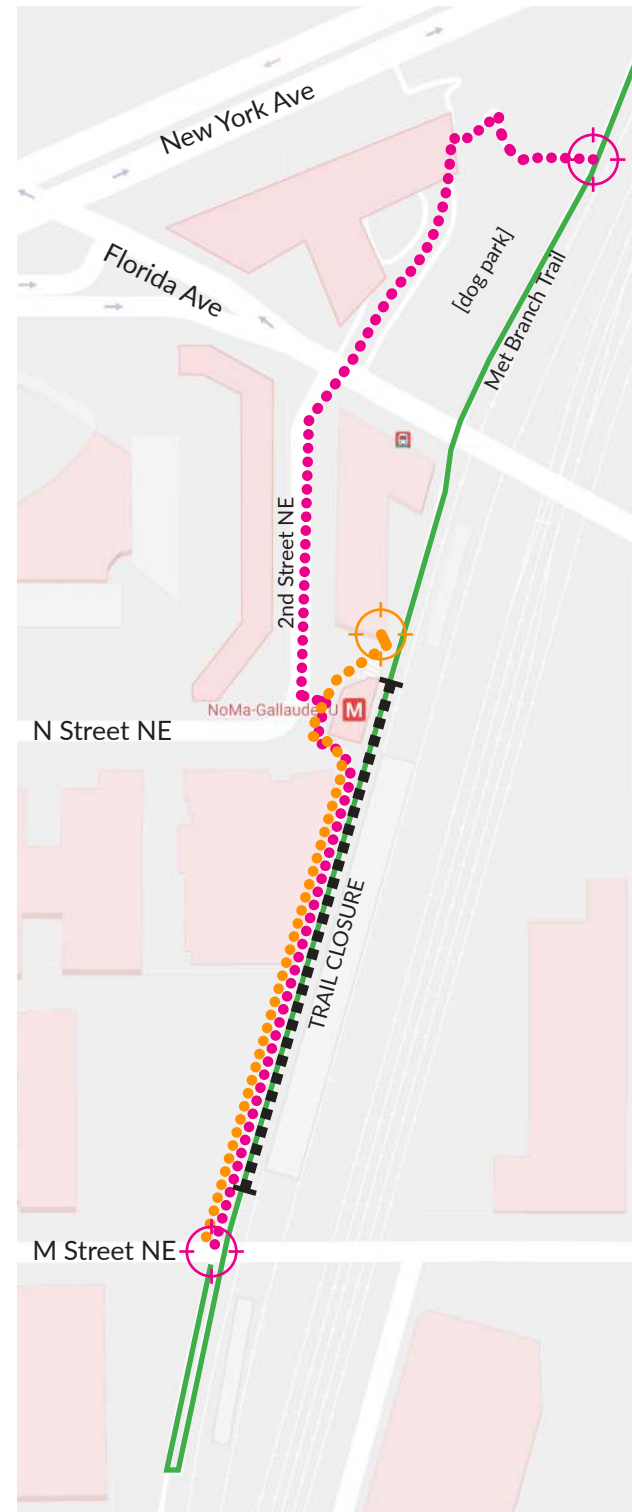 New York Ave
Florida Ave
[dog park]
Met Branch Trail
2nd Street NE
NoMa-Gallaudet U
M
N Street NE
TRAIL CLOSURE
M Street NE